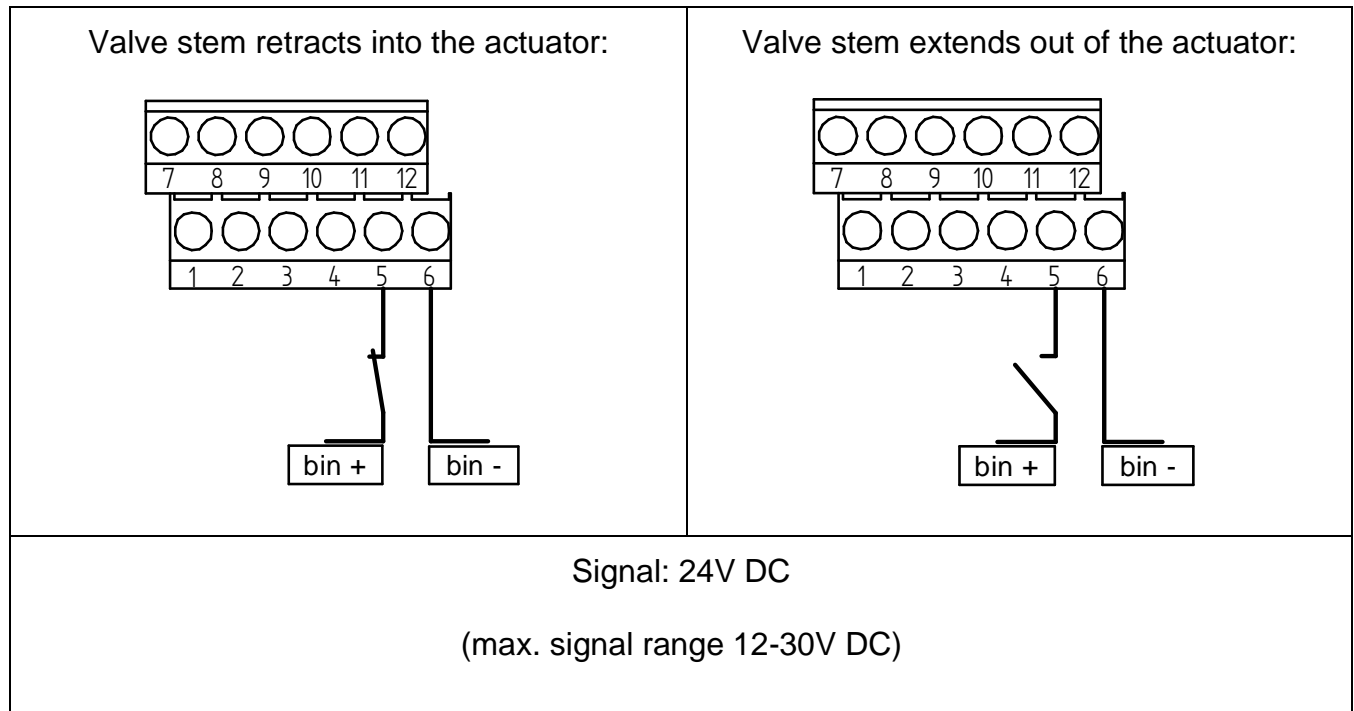 Valve stem retracts into the actuator:
7 8 9 10 11 12
1 2 3 4 5 6
bin + bin -
Valve stem extends out of the actuator:
7 8 9 10 11 12
1 2 3 4 5 6
bin + bin -
Signal: 24V DC
(max. signal range 12-30V DC)